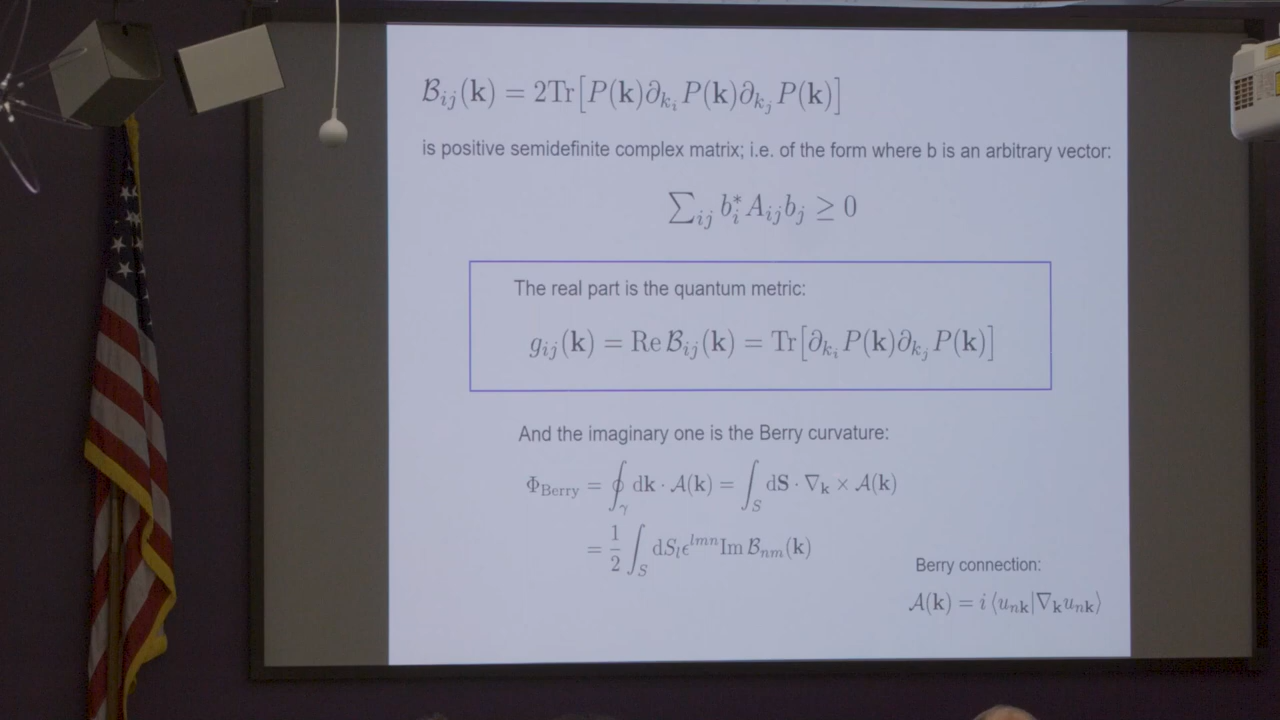 ℬᵢⱼ(𝐤) = 2Tr[P(𝐤)∂ₖᵢ P(𝐤)∂ₖⱼ P(𝐤)]
is positive semidefinite complex matrix; i.e. of the form where b is an arbitrary vector:
∑ᵢⱼ bᵢ* Aᵢⱼbⱼ ≥ 0
The real part is the quantum metric:
gᵢⱼ(𝐤) = Re ℬᵢⱼ(𝐤) = Tr[∂ₖᵢ P(𝐤)∂ₖⱼ P(𝐤)]
And the imaginary one is the Berry curvature:
Φ_Berry = ∮_γ d𝐤 · 𝒜(𝐤) = ∫_S d𝐒 · ∇_𝐤 × 𝒜(𝐤)
= 1/2 ∫_S dS_l ϵ^{lmn} Im ℬ_{nm}(𝐤)
Berry connection:
𝒜(𝐤) = i ⟨u_{n𝐤}|∇_𝐤 u_{n𝐤}⟩